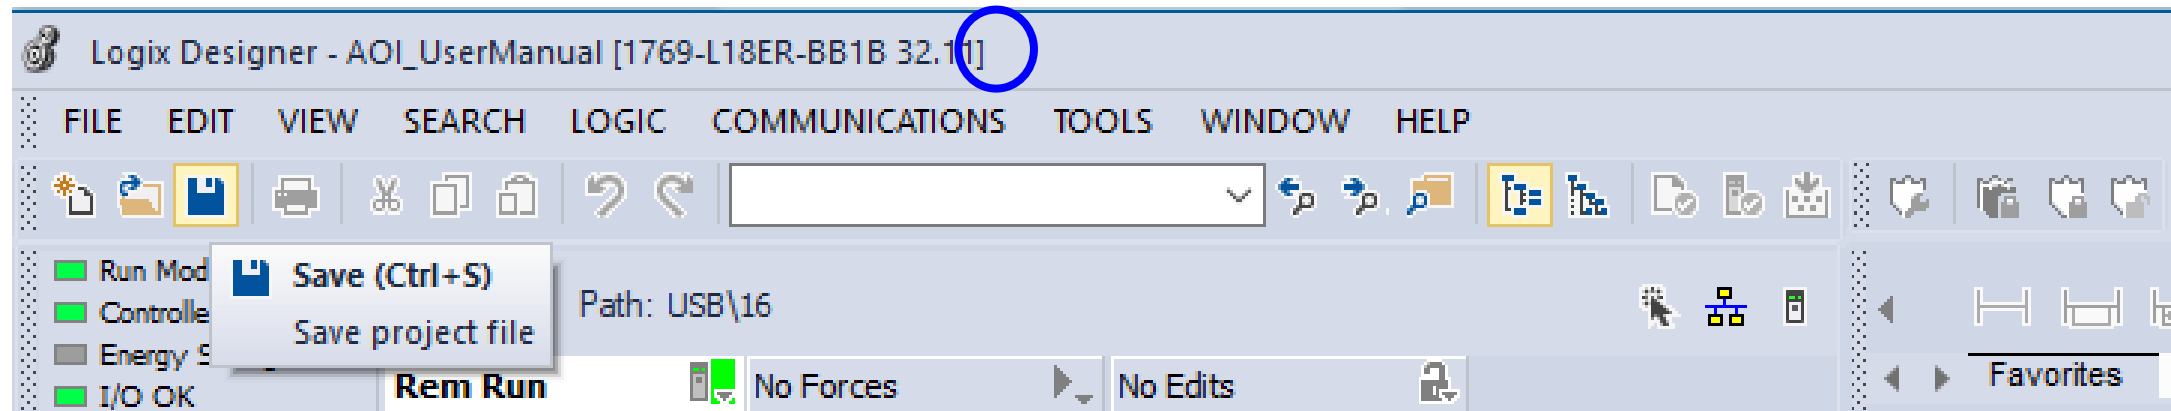 Logix Designer - AOI_UserManual [1769-L18ER-BB1B 32.11]
FILE EDIT VIEW SEARCH LOGIC COMMUNICATIONS TOOLS WINDOW HELP
Run Mod
Save (Ctrl+S)
Controlle
Path: USB\16
Save project file
Energy S
I/O OK
Rem Run
No Forces
No Edits
Favorites